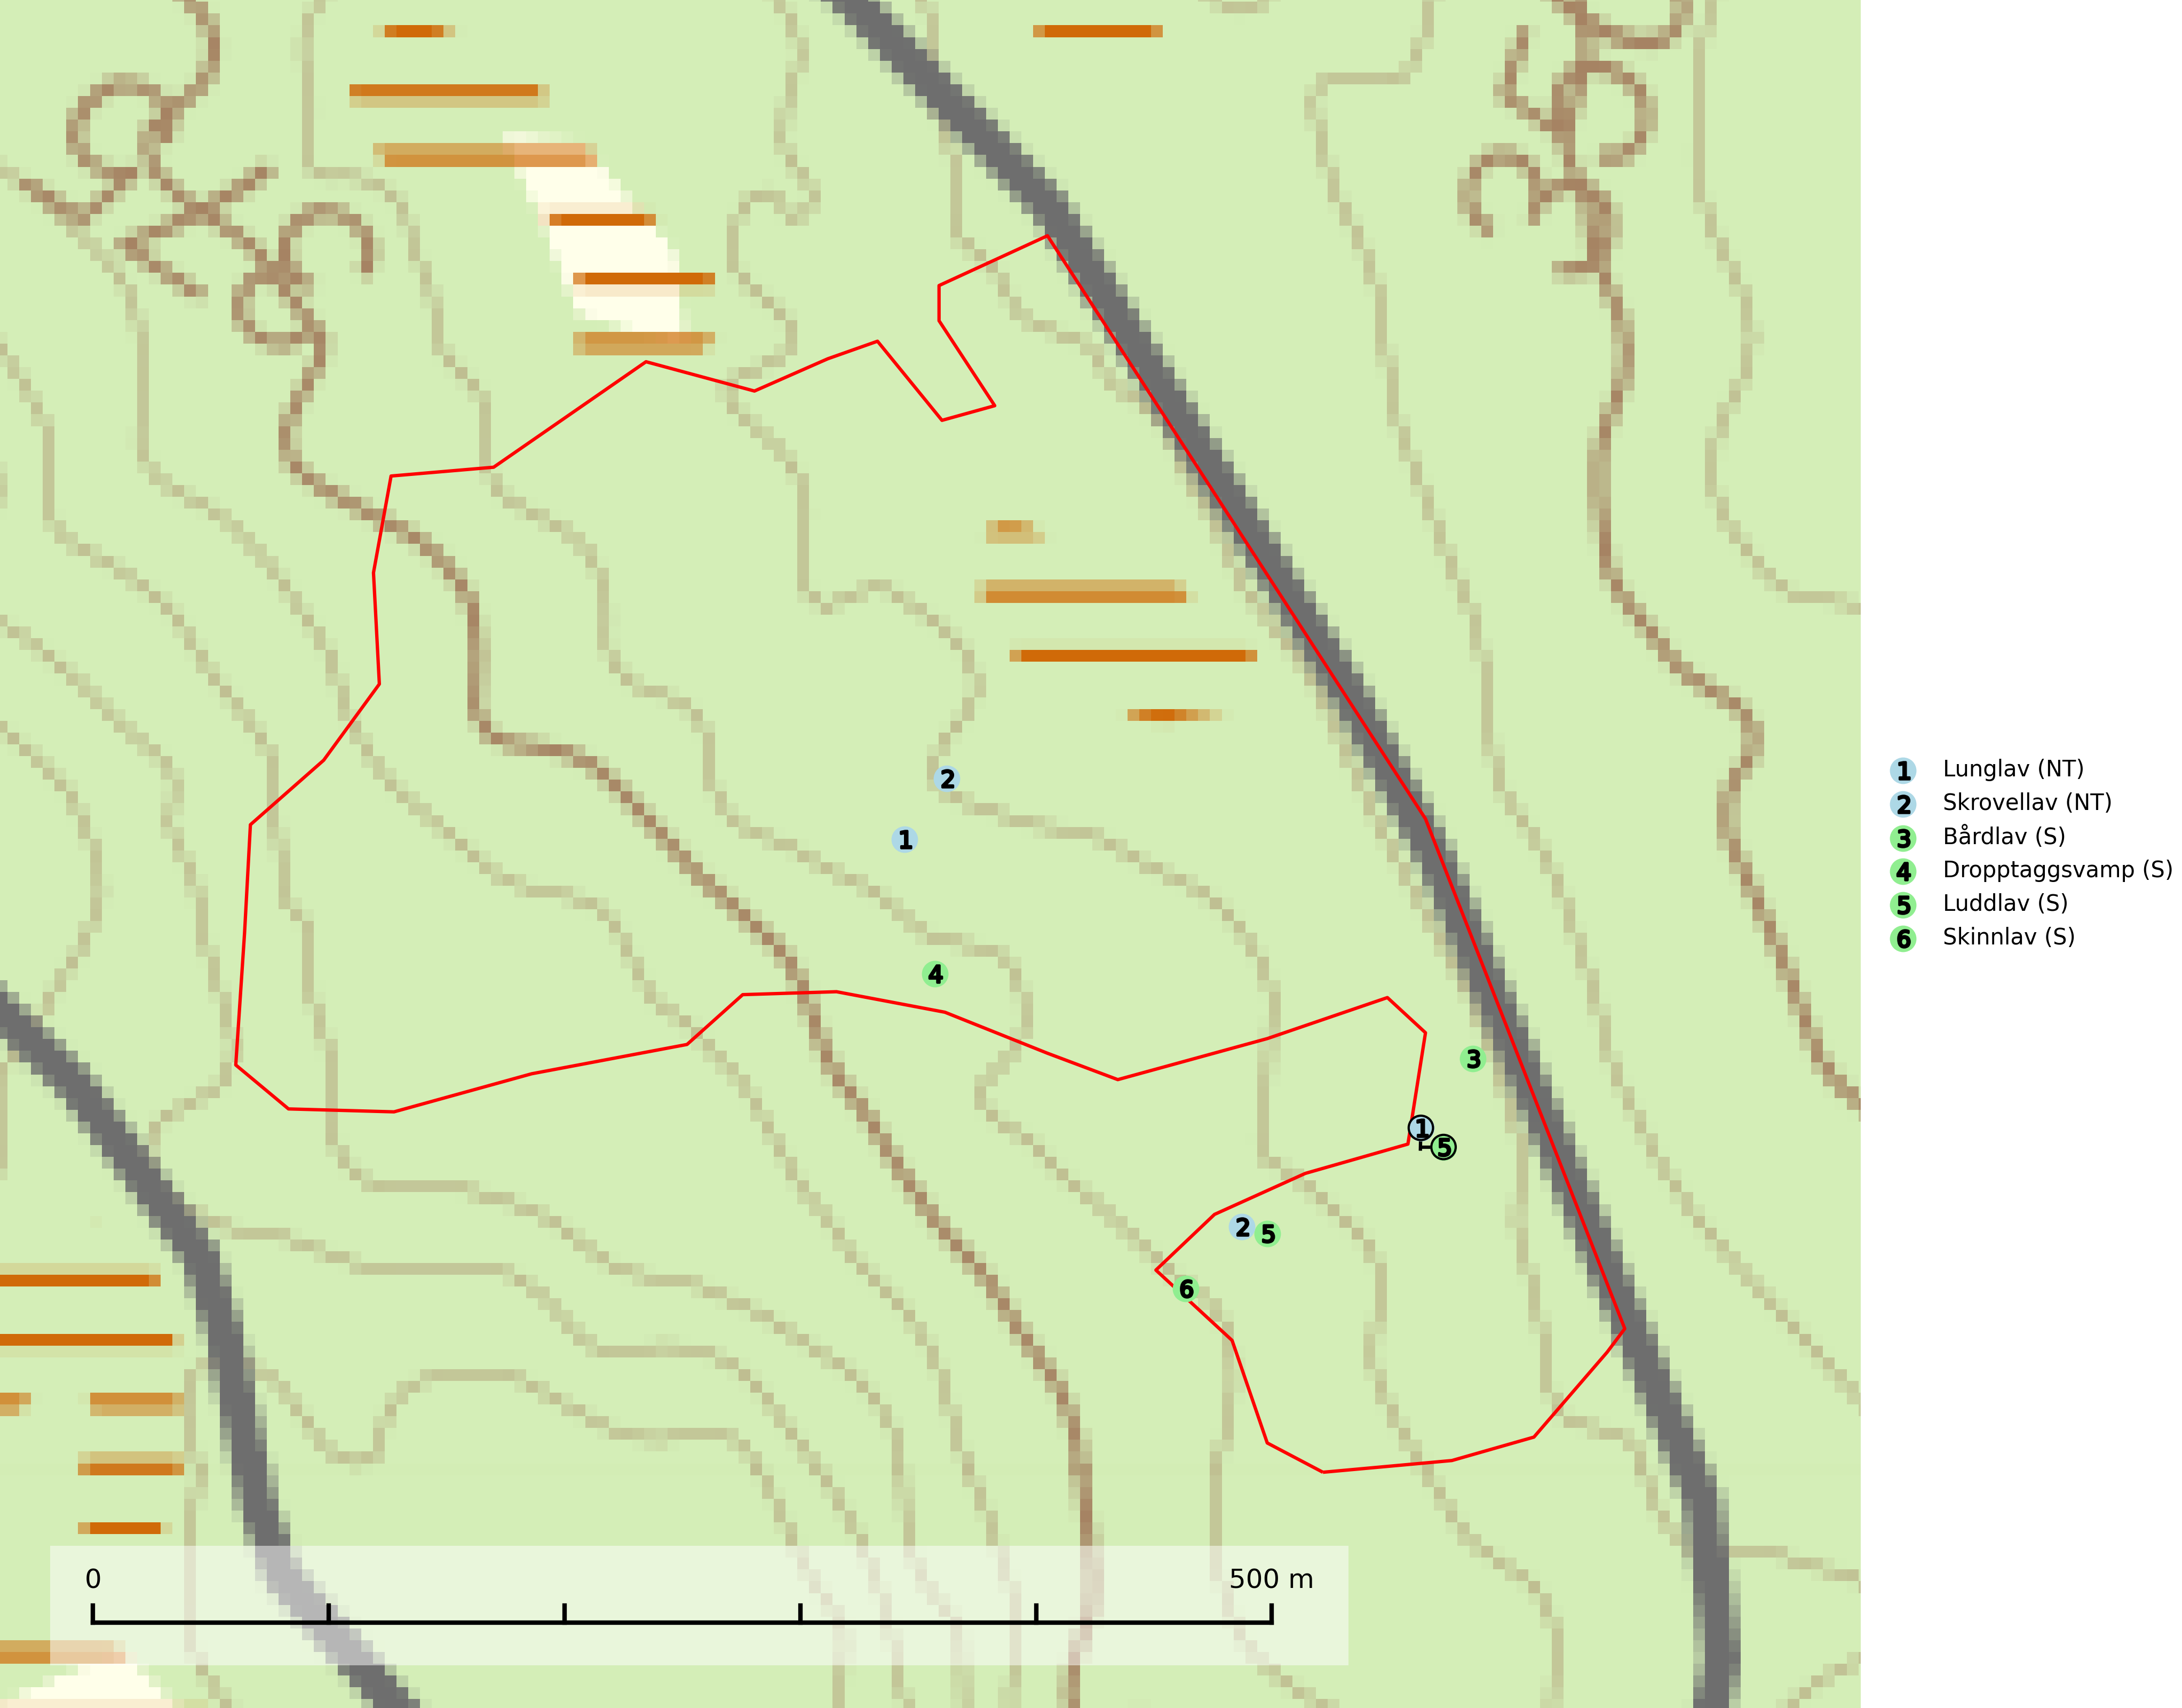 2
1
4
3
1
5
2
5
6
1 Lunglav (NT)
2 Skrovellav (NT)
3 Bårdlav (S)
4 Dropptaggsvamp (S)
5 Luddlav (S)
6 Skinnlav (S)
0 500 m